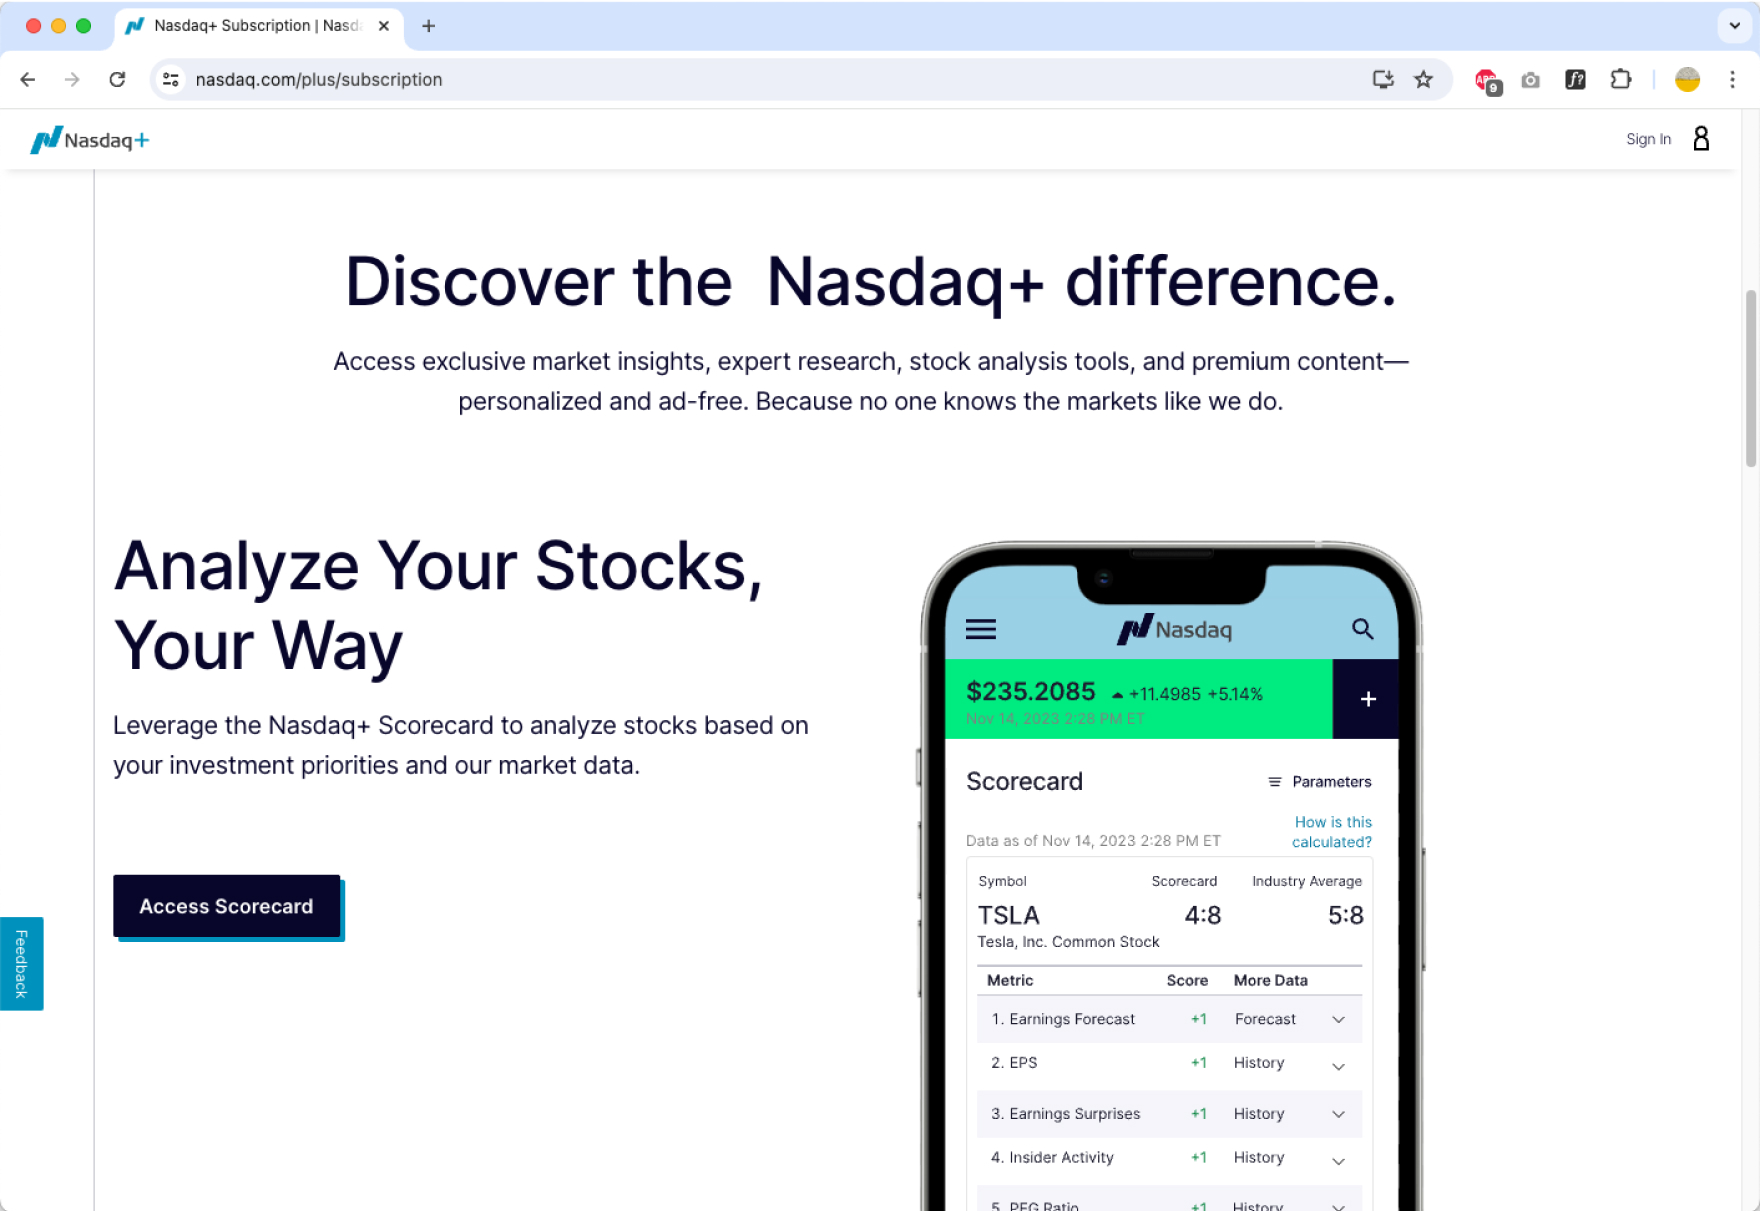 Nasdaq+ Subscription | Nasd
nasdaq.com/plus/subscription
9
Nasdaq+
Sign In
Discover the Nasdaq+ difference.
Access exclusive market insights, expert research, stock analysis tools, and premium content—
personalized and ad-free. Because no one knows the markets like we do.
Analyze Your Stocks,
Your Way
Leverage the Nasdaq+ Scorecard to analyze stocks based on
your investment priorities and our market data.
Access Scorecard
Feedback
Nasdaq
$235.2085 +11.4985 +5.14%
Nov 14, 2023 2:28 PM ET
+
Scorecard
Parameters
How is this
calculated?
Data as of Nov 14, 2023 2:28 PM ET
Symbol Scorecard Industry Average
TSLA 4:8 5:8
Tesla, Inc. Common Stock
Metric Score More Data
1. Earnings Forecast +1 Forecast
2. EPS +1 History
3. Earnings Surprises +1 History
4. Insider Activity +1 History
5. PEG Ratio +1 History